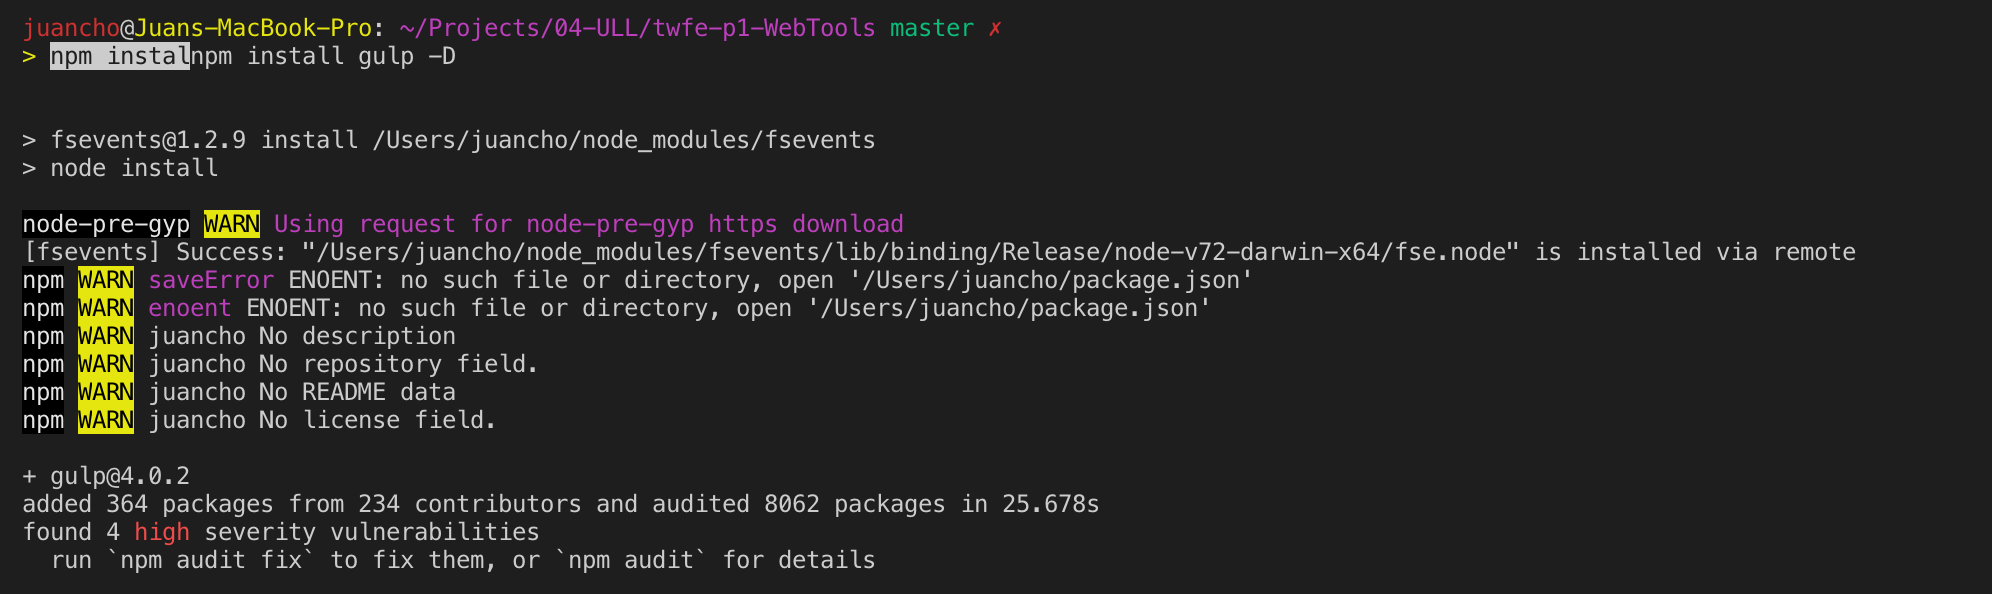 juancho@Juans-MacBook-Pro: ~/Projects/04-ULL/twfe-p1-WebTools master ✗
> npm instalnpm install gulp -D
> fsevents@1.2.9 install /Users/juancho/node_modules/fsevents
> node install
node-pre-gyp WARN Using request for node-pre-gyp https download
[fsevents] Success: "/Users/juancho/node_modules/fsevents/lib/binding/Release/node-v72-darwin-x64/fse.node" is installed via remote
npm WARN saveError ENOENT: no such file or directory, open '/Users/juancho/package.json'
npm WARN enoent ENOENT: no such file or directory, open '/Users/juancho/package.json'
npm WARN juancho No description
npm WARN juancho No repository field.
npm WARN juancho No README data
npm WARN juancho No license field.
+ gulp@4.0.2
added 364 packages from 234 contributors and audited 8062 packages in 25.678s
found 4 high severity vulnerabilities
  run `npm audit fix` to fix them, or `npm audit` for details